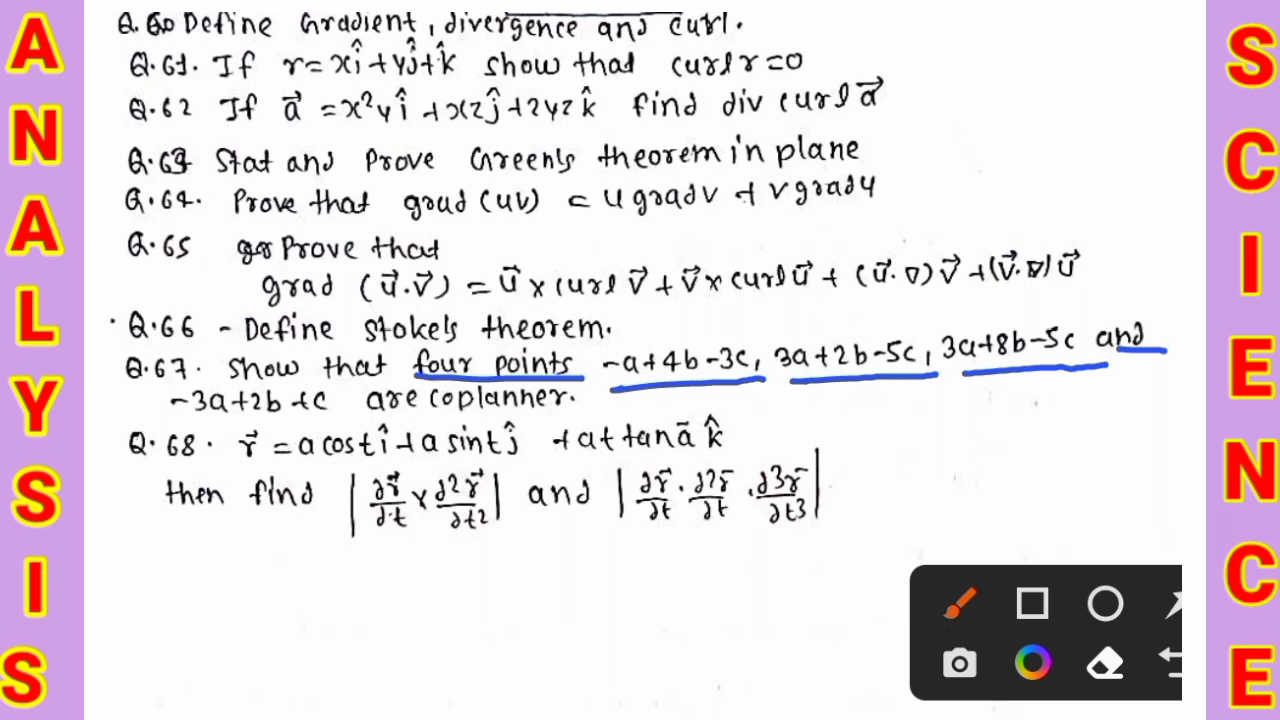 ANALYSIS
Q.60 Define Gradient, divergence and curl.
Q.61. If r = xî + yĵ + k̂ show that curl r = 0
Q.62 If a⃗ = x²yî + xzĵ + 2yzk̂ find div curl a⃗
Q.63 Stat and Prove Green's theorem in plane
Q.64. Prove that grad (uv) = u grad v + v grad u
Q.65 Prove that
grad (u⃗.v⃗) = u⃗ × curl v⃗ + v⃗ × curl u⃗ + (u⃗.∇)v⃗ + (v⃗.∇)u⃗
Q.66 - Define Stoke's theorem.
Q.67. Show that four points -a+4b-3c, 3a+2b-5c, 3a+8b-5c and
-3a+2b+c are coplanner.
Q.68. r⃗ = a cost î + a sint ĵ + at tan ā k̂
then find |∂r⃗/∂t × ∂2r⃗/∂t2| and |∂r⃗/∂t . ∂2r̄/∂t . ∂3r̄/∂t3|
SCIENCE